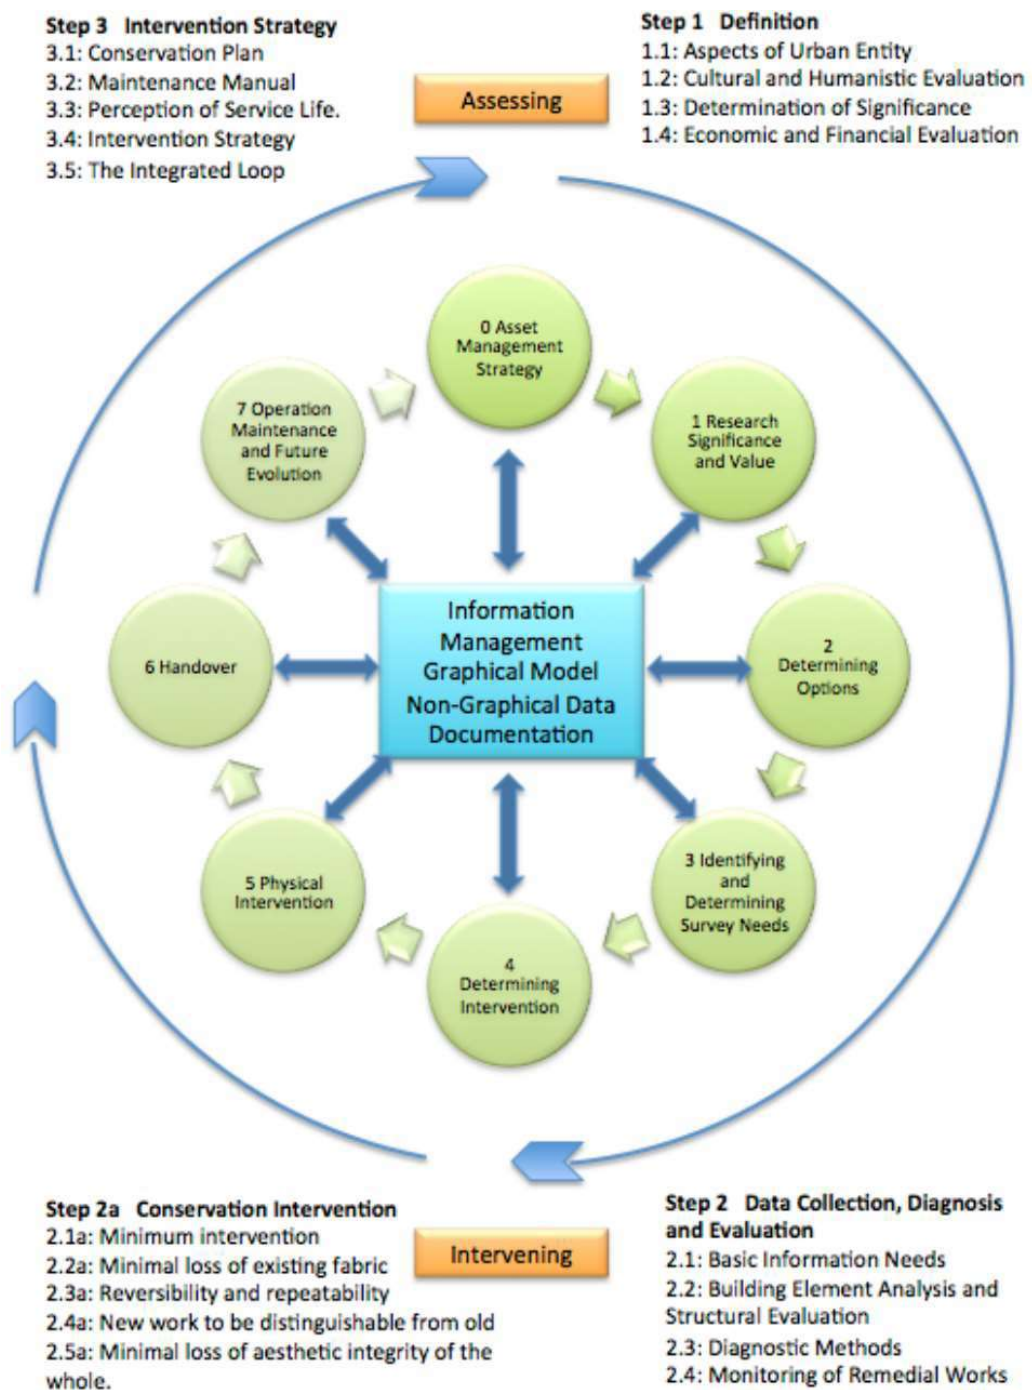 Step 3   Intervention Strategy
3.1: Conservation Plan
3.2: Maintenance Manual
3.3: Perception of Service Life.
3.4: Intervention Strategy
3.5: The Integrated Loop
Assessing
Step 1   Definition
1.1: Aspects of Urban Entity
1.2: Cultural and Humanistic Evaluation
1.3: Determination of Significance
1.4: Economic and Financial Evaluation
0 Asset
Management
Strategy
1 Research
Significance
and Value
2
Determining
Options
3 Identifying
and
Determining
Survey Needs
4
Determining
Intervention
5 Physical
Intervention
6 Handover
7 Operation
Maintenance
and Future
Evolution
Information
Management
Graphical Model
Non-Graphical Data
Documentation
Step 2a   Conservation Intervention
2.1a: Minimum intervention
2.2a: Minimal loss of existing fabric
2.3a: Reversibility and repeatability
2.4a: New work to be distinguishable from old
2.5a: Minimal loss of aesthetic integrity of the
whole.
Intervening
Step 2   Data Collection, Diagnosis
and Evaluation
2.1: Basic Information Needs
2.2: Building Element Analysis and
Structural Evaluation
2.3: Diagnostic Methods
2.4: Monitoring of Remedial Works